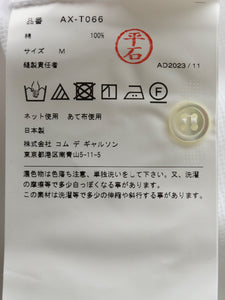 品番 AX-T066
綿 100%
サイズ M
縫製責任者
平石
AD2023/11
ネット使用 あて布使用
日本製
株式会社 コム デ ギャルソン
東京都港区南青山5-11-5
濃色物は色落ち注意、単独洗いをして下さい。又、洗濯
の摩擦等で多少白っぽくなる事があります。
この素材は洗濯等で多少の伸縮や斜行する事があります。